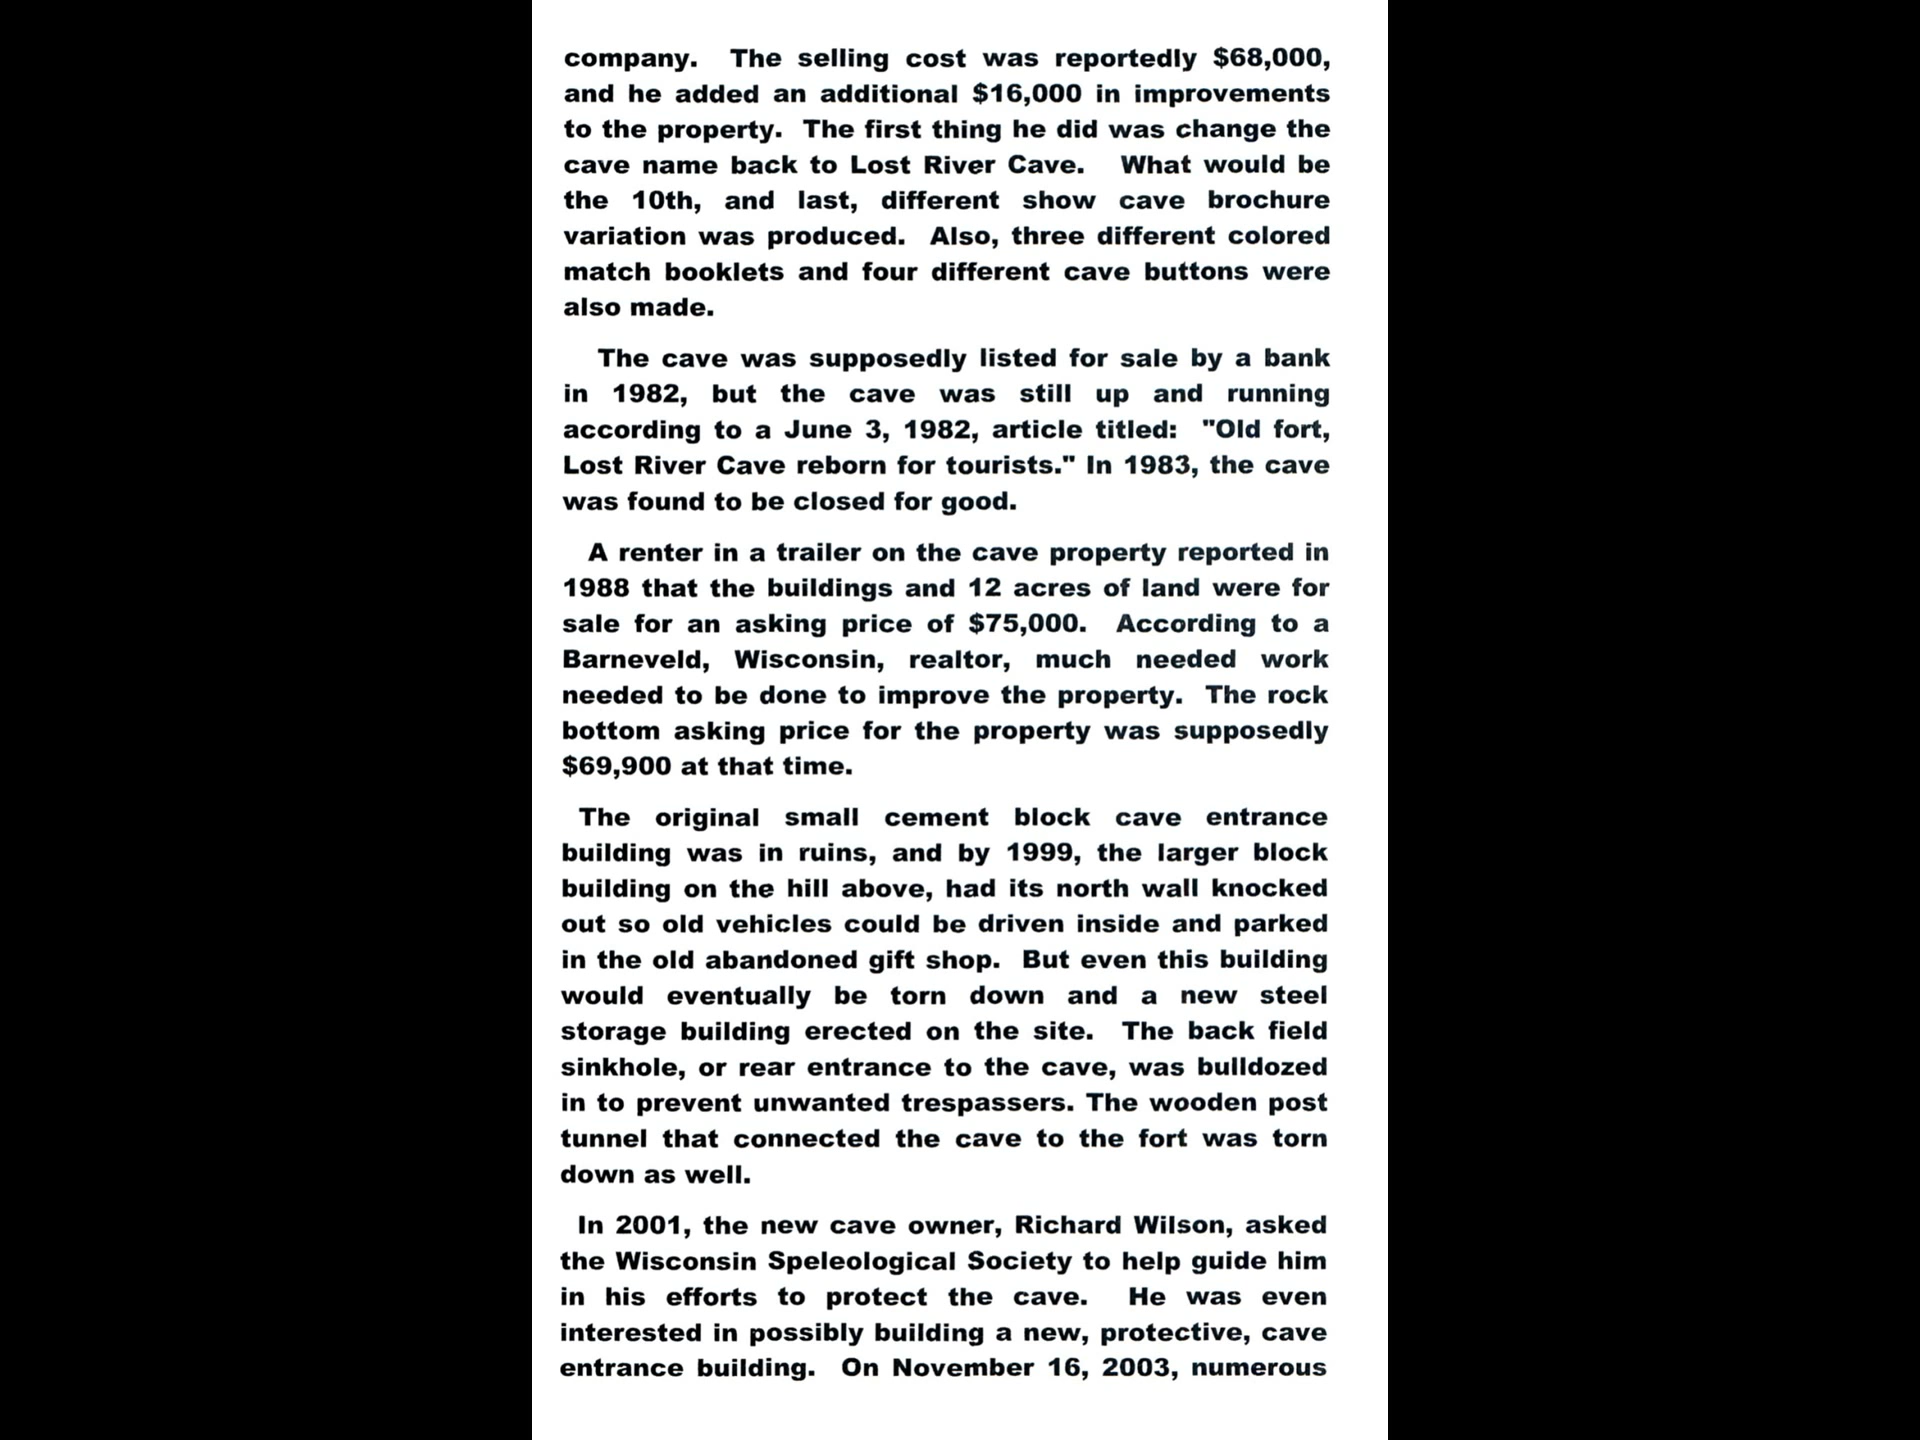 company. The selling cost was reportedly $68,000,
and he added an additional $16,000 in improvements
to the property. The first thing he did was change the
cave name back to Lost River Cave. What would be
the 10th, and last, different show cave brochure
variation was produced. Also, three different colored
match booklets and four different cave buttons were
also made.
The cave was supposedly listed for sale by a bank
in 1982, but the cave was still up and running
according to a June 3, 1982, article titled: "Old fort,
Lost River Cave reborn for tourists." In 1983, the cave
was found to be closed for good.
A renter in a trailer on the cave property reported in
1988 that the buildings and 12 acres of land were for
sale for an asking price of $75,000. According to a
Barneveld, Wisconsin, realtor, much needed work
needed to be done to improve the property. The rock
bottom asking price for the property was supposedly
$69,900 at that time.
The original small cement block cave entrance
building was in ruins, and by 1999, the larger block
building on the hill above, had its north wall knocked
out so old vehicles could be driven inside and parked
in the old abandoned gift shop. But even this building
would eventually be torn down and a new steel
storage building erected on the site. The back field
sinkhole, or rear entrance to the cave, was bulldozed
in to prevent unwanted trespassers. The wooden post
tunnel that connected the cave to the fort was torn
down as well.
In 2001, the new cave owner, Richard Wilson, asked
the Wisconsin Speleological Society to help guide him
in his efforts to protect the cave. He was even
interested in possibly building a new, protective, cave
entrance building. On November 16, 2003, numerous